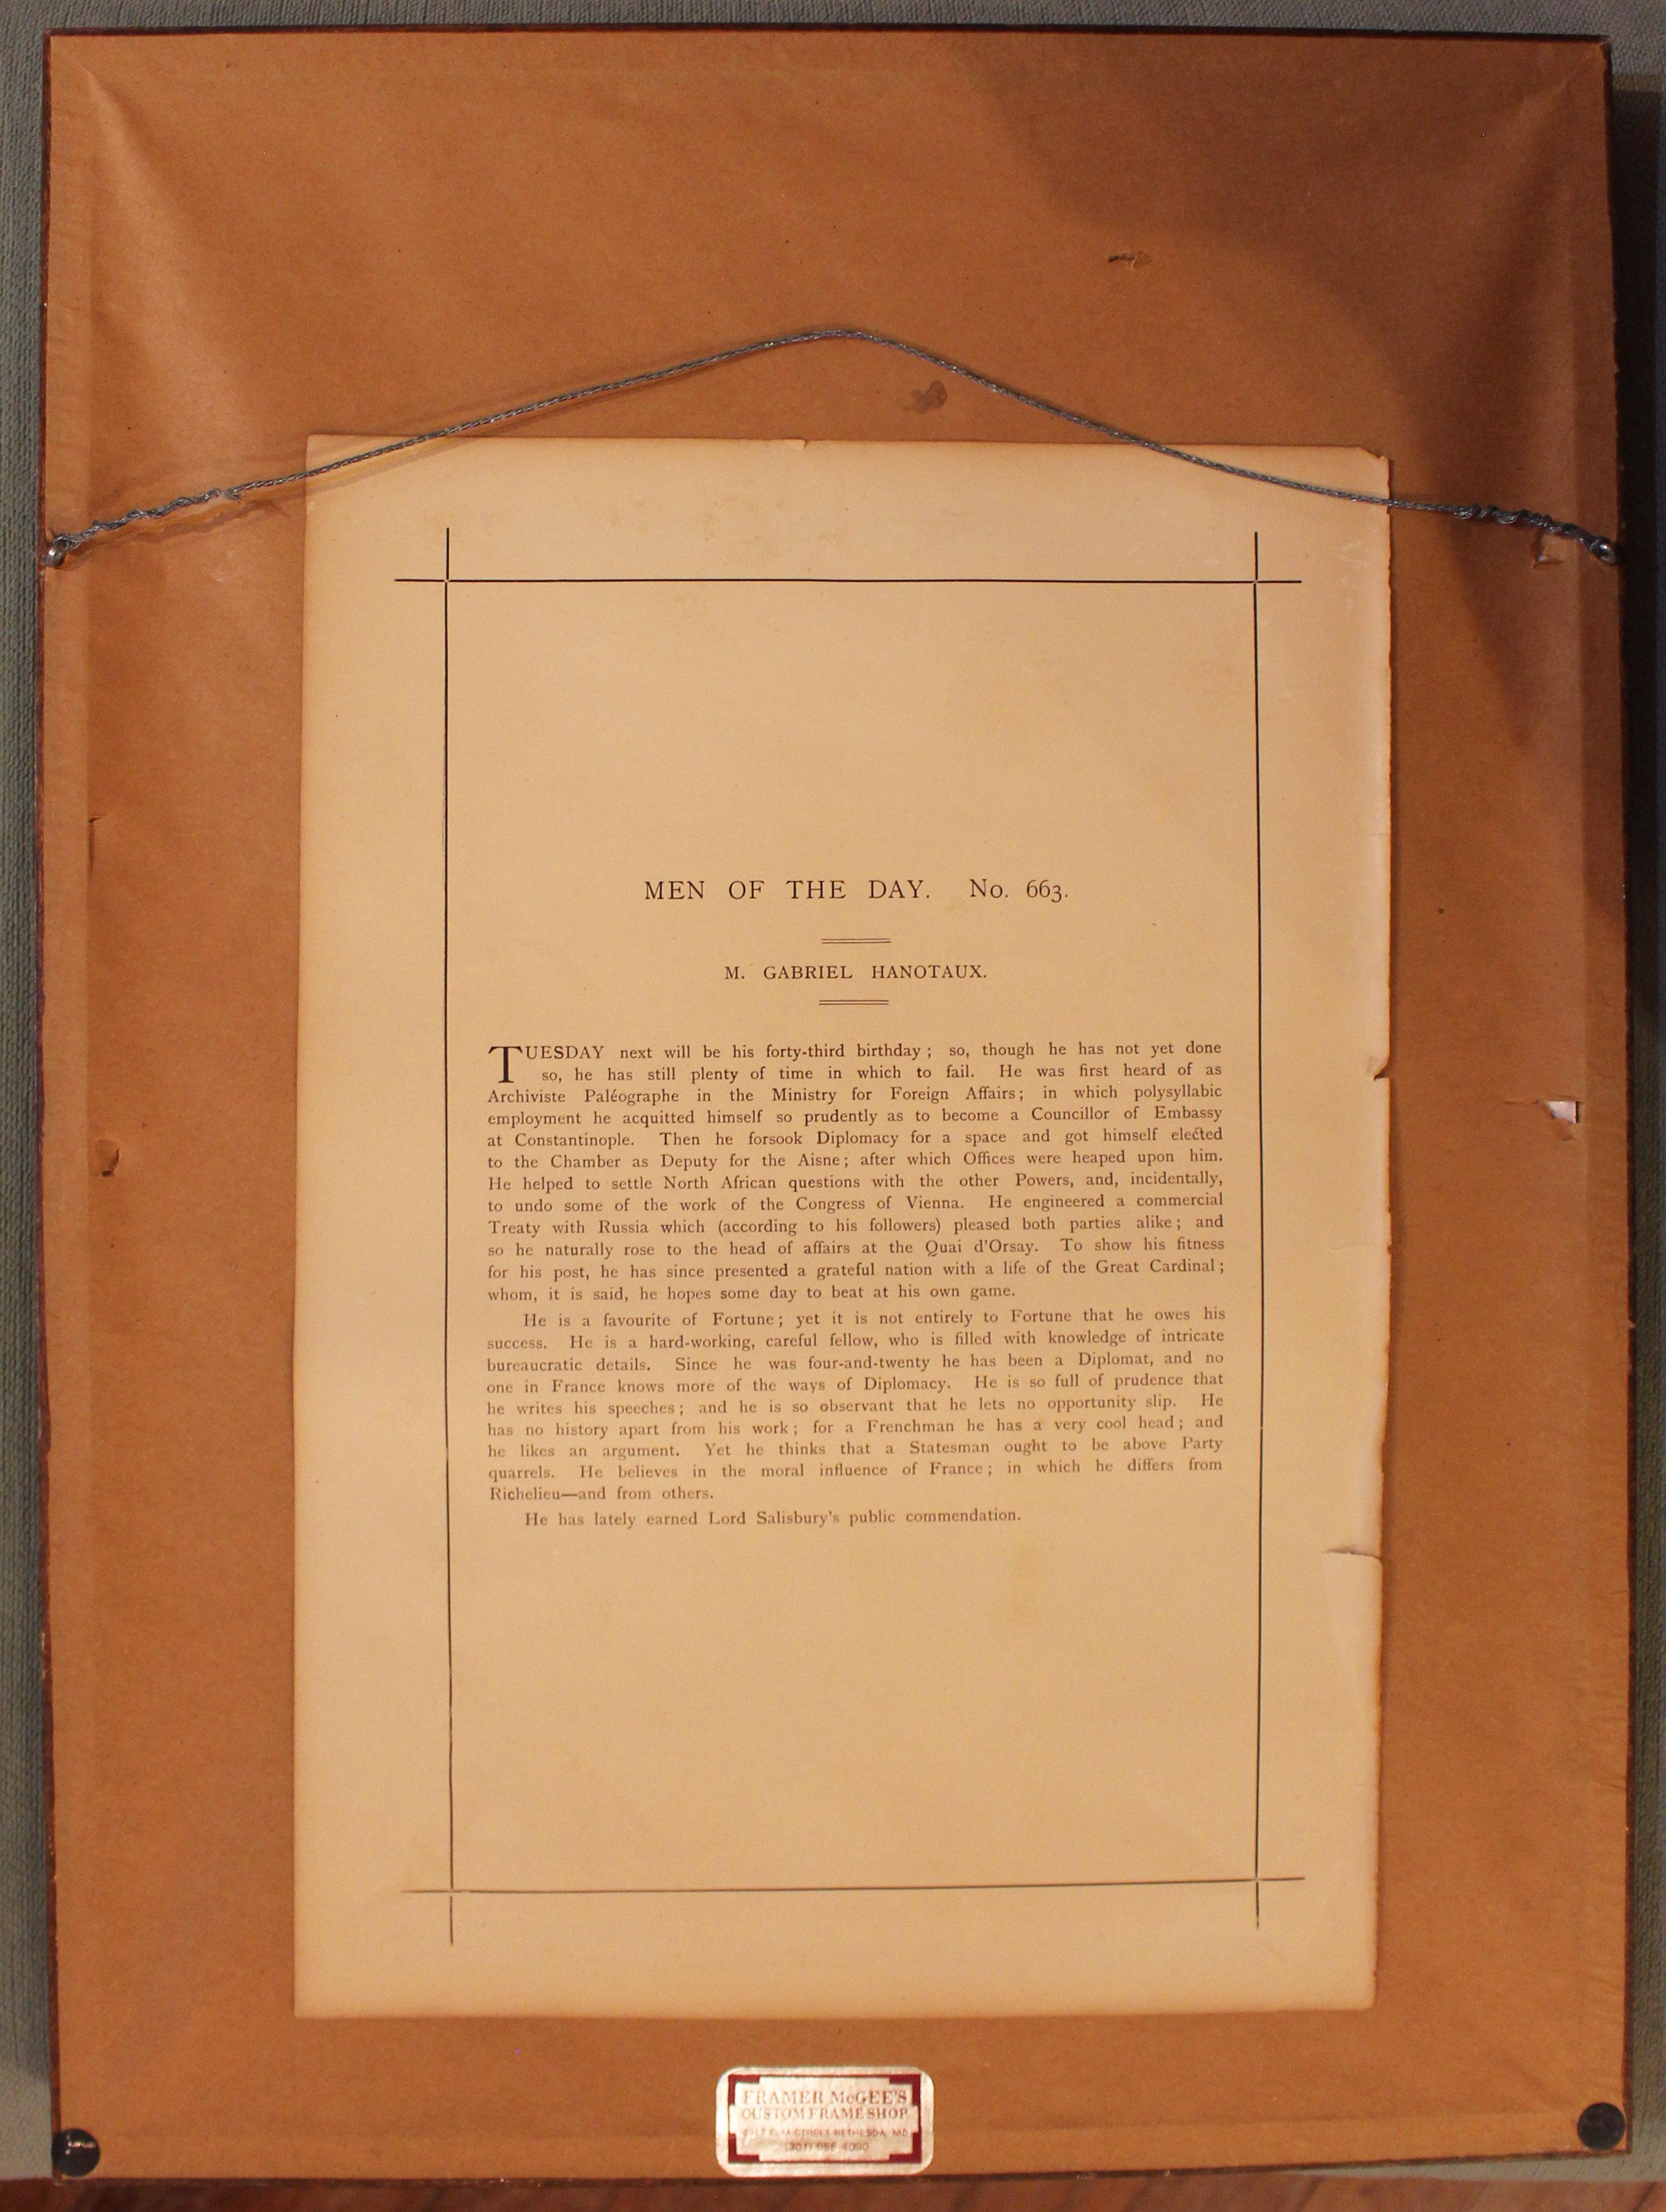 MEN OF THE DAY. No. 663.
M. GABRIEL HANOTAUX.
TUESDAY next will be his forty-third birthday; so, though he has not yet done
so, he has still plenty of time in which to fail. He was first heard of as
Archiviste Paléographe in the Ministry for Foreign Affairs; in which polysyllabic
employment he acquitted himself so prudently as to become a Councillor of Embassy
at Constantinople. Then he forsook Diplomacy for a space and got himself elected
to the Chamber as Deputy for the Aisne; after which Offices were heaped upon him.
He helped to settle North African questions with the other Powers, and, incidentally,
to undo some of the work of the Congress of Vienna. He engineered a commercial
Treaty with Russia which (according to his followers) pleased both parties alike; and
so he naturally rose to the head of affairs at the Quai d'Orsay. To show his fitness
for his post, he has since presented a grateful nation with a life of the Great Cardinal;
whom, it is said, he hopes some day to beat at his own game.
He is a favourite of Fortune; yet it is not entirely to Fortune that he owes his
success. He is a hard-working, careful fellow, who is filled with knowledge of intricate
bureaucratic details. Since he was four-and-twenty he has been a Diplomat, and no
one in France knows more of the ways of Diplomacy. He is so full of prudence that
he writes his speeches; and he is so observant that he lets no opportunity slip. He
has no history apart from his work; for a Frenchman he has a very cool head; and
he likes an argument. Yet he thinks that a Statesman ought to be above Party
quarrels. He believes in the moral influence of France; in which he differs from
Richelieu—and from others.
He has lately earned Lord Salisbury's public commendation.
FRAMER McGEE'S
CUSTOM FRAME SHOP
STREET BETHESDA, MD
(301)